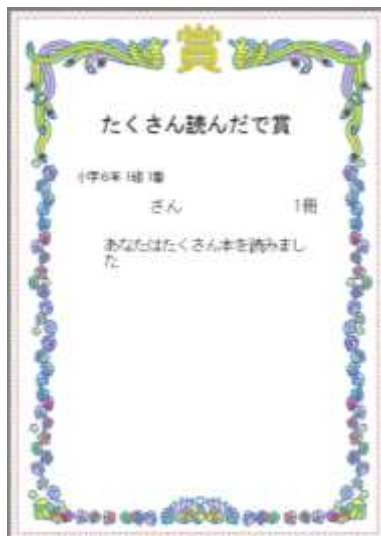 賞
たくさん読んだで賞
小学6年 1組 1番
さん 1冊
あなたはたくさん本を読みまし
た